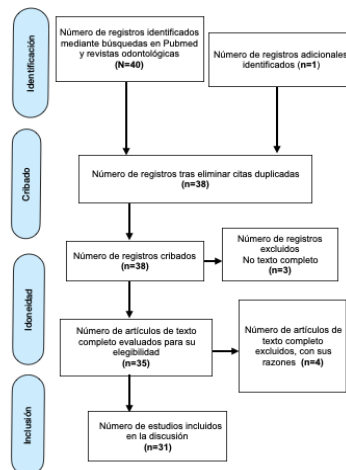 Identificación
Número de registros identificados
mediante búsquedas en Pubmed
y revistas odontológicas
(N=40)
Número de registros adicionales
identificados (n=1)
Cribado
Número de registros tras eliminar citas duplicadas
(n=38)
Número de registros cribados
(n=38)
Número de registros
excluidos
No texto completo
(n=3)
Idoneidad
Número de artículos de texto
completo evaluados para su
elegibilidad
(n=35)
Número de artículos de
texto completo
excluidos, con sus
razones (n=4)
Inclusión
Número de estudios incluidos
en la discusión
(n=31)